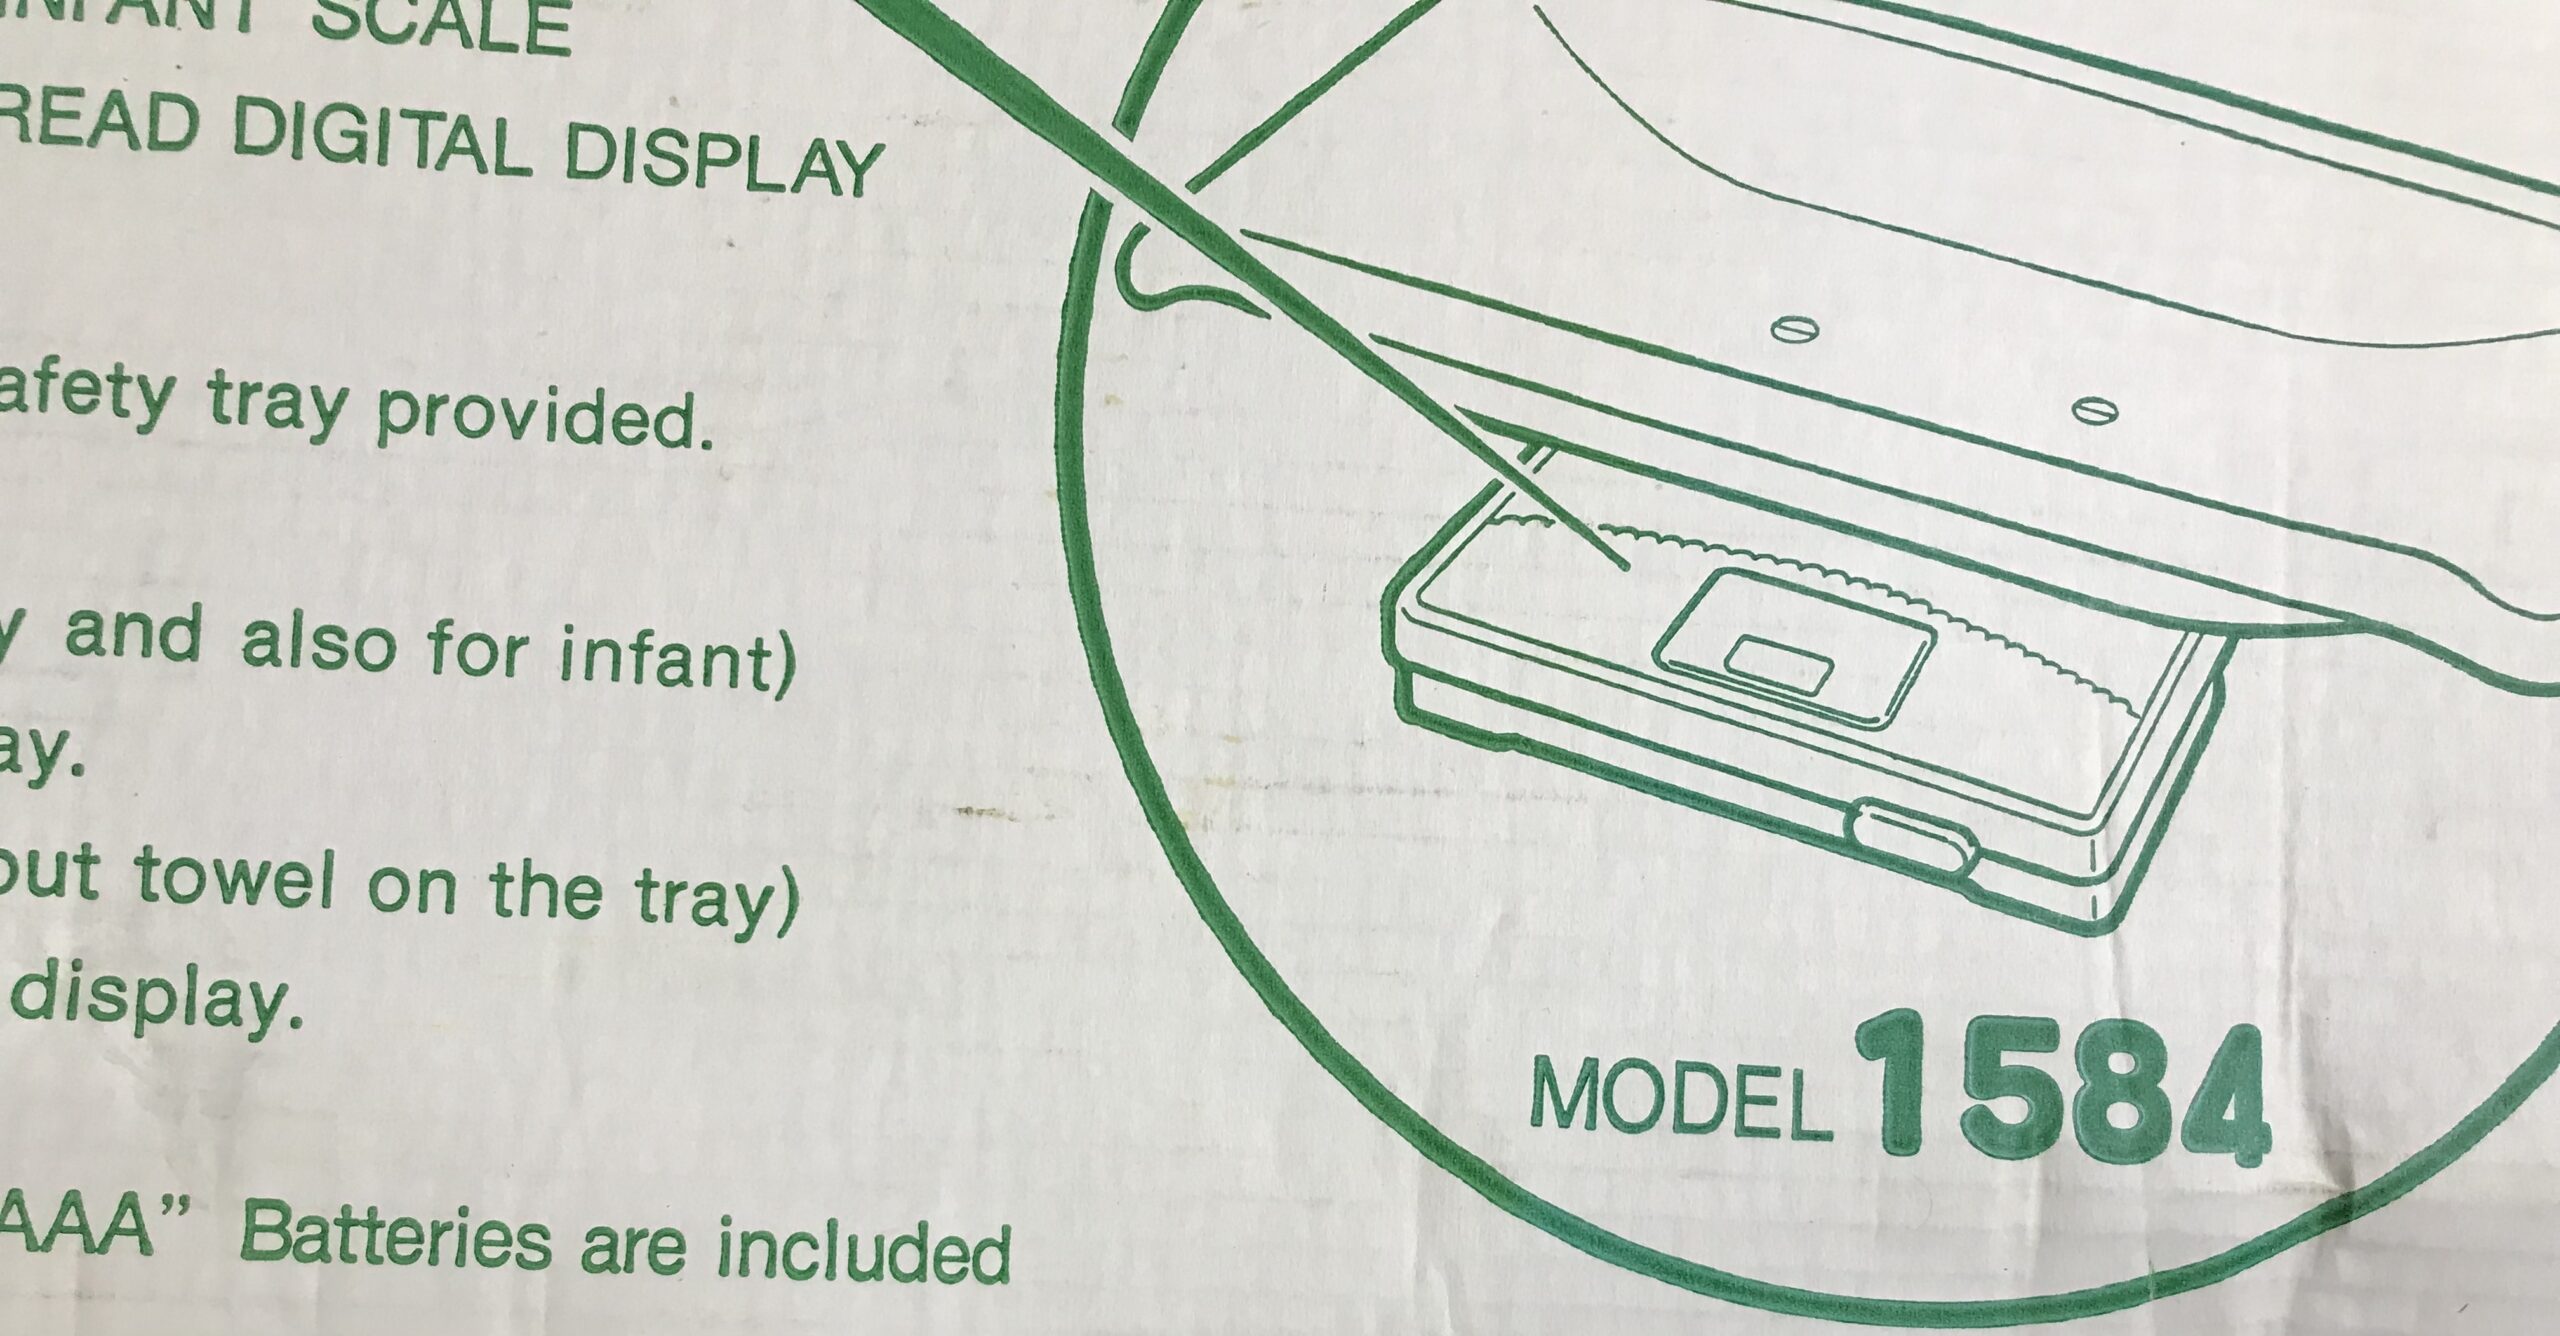 INFANT SCALE
READ DIGITAL DISPLAY
afety tray provided.
y and also for infant)
ay.
out towel on the tray)
display.
MODEL 1584
AAA” Batteries are included